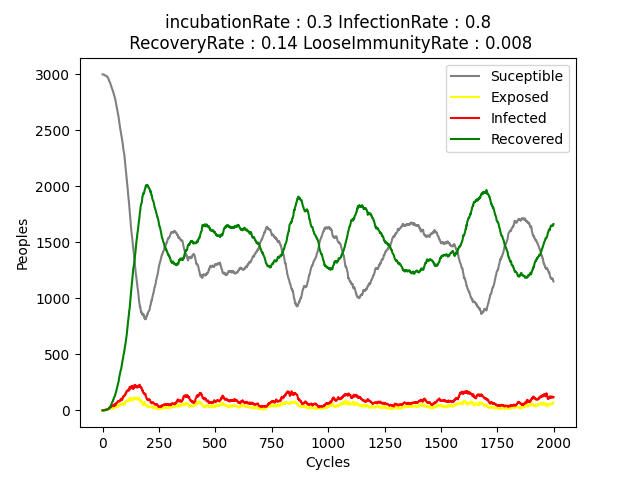 incubationRate : 0.3 InfectionRate : 0.8
RecoveryRate : 0.14 LooseImmunityRate : 0.008
Suceptible
Exposed
Infected
Recovered
3000
2500
2000
1500
1000
500
0
Peoples
0 250 500 750 1000 1250 1500 1750 2000
Cycles